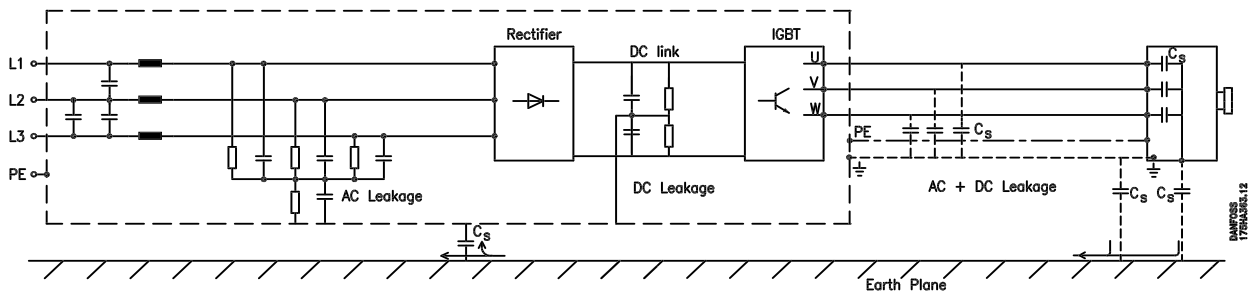 Rectifier
IGBT
DC link
L1
U
Cs
V
L2
W
L3
PE
Cs
PE
AC Leakage
DC Leakage
AC + DC Leakage
Cs
Cs
Cs
DANFOSS
175HA363.12
Earth Plane